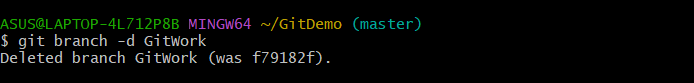 ASUS@LAPTOP-4L712P8B MINGW64 ~/GitDemo (master)
$ git branch -d GitWork
Deleted branch GitWork (was f79182f).